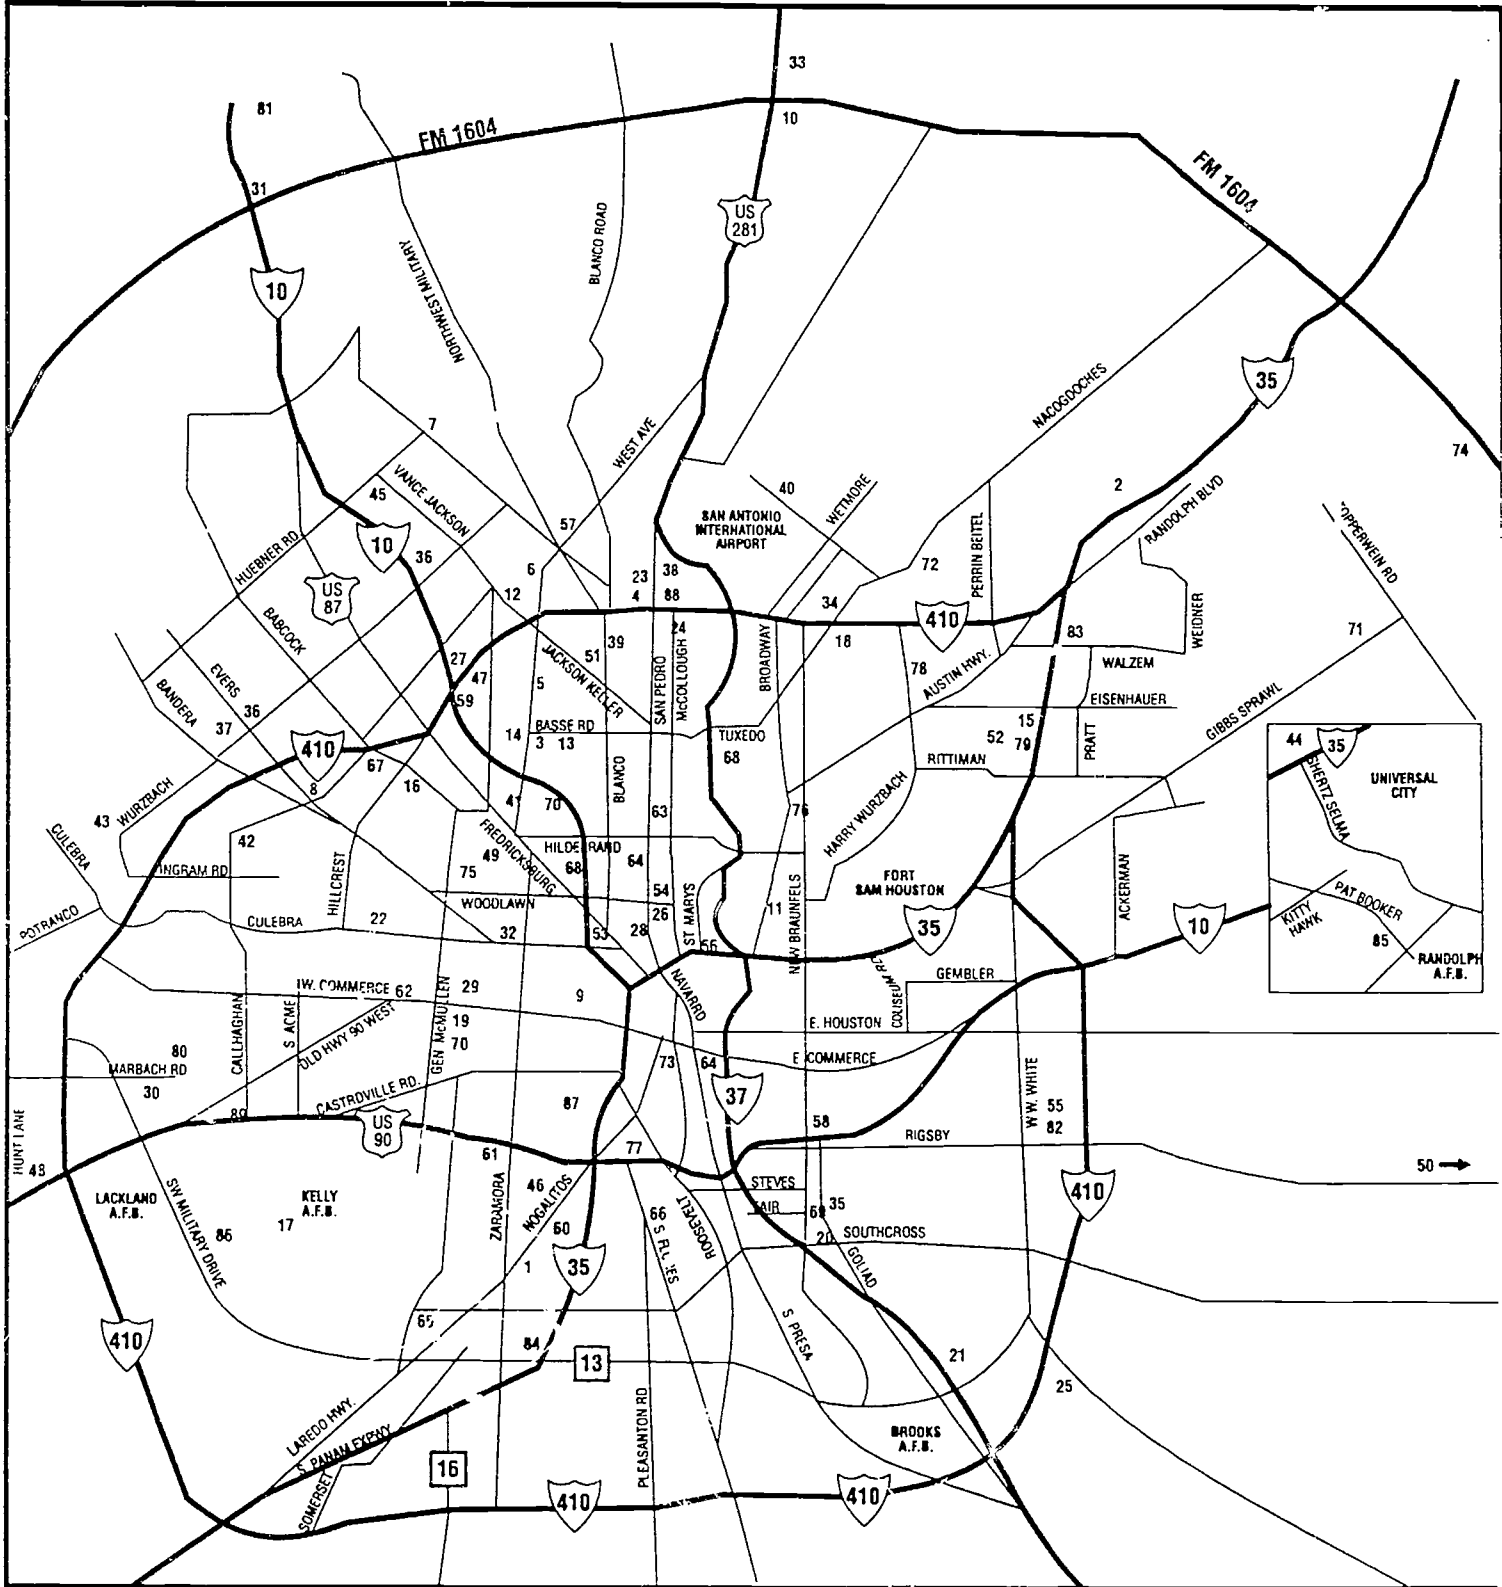 33
81
10
FM 1604
FM 1604
31
US
281
NORTHWEST MILITARY
BLANCO ROAD
10
35
NACOGDOCHES
7
WEST AVE
74
VANCE JACKSON
45
40
2
WETMORE
RANDOLPH BLVD
57
SAN ANTONIO
INTERNATIONAL
AIRPORT
PERRIN BEITEL
HUEBNER RD
10
36
72
6
23
38
US
87
12
4
88
34
410
WEIDNER
BABCOCK
24
18
83
71
39
51
27
47
JACKSON KELLER
SAN PEDRO
McCOLLOUGH
BROADWAY
78
AUSTIN HWY.
WALZEM
EVERS
BANDERA
5
59
EISENHAUER
36
37
14
BASSE RD
3
13
TUXEDO
68
15
52
79
PRATT
GIBBS SPRAWL
44
35
410
67
RITTIMAN
UNIVERSAL
CITY
8
16
BLANCO
WURZBACH
43
41
70
63
76
HARRY WURZBACH
CULEBRA
42
FREDRICKSBURG
HILLCREST
INGRAM RD
49
75
68
64
FORT
SAM HOUSTON
ACKERMAN
PAT BOOKER
KITTY
HAWK
54
WOODLAWN
26
ST MARYS
11
POTRANCO
CULEBRA
22
32
53
28
56
NEW BRAUNFELS
35
10
85
RANDOLPH
A.F.B.
GEMBLER
W. COMMERCE
62
29
9
NAVARRO
COLISEUM RD
CALLHAGHAN
S ACME
OLD HWY 90 WEST
GEN McMULLEN
19
70
E. HOUSTON
80
MARBACH RD
30
73
64
E COMMERCE
CASTROVILLE RD.
89
US
90
87
37
58
W.W. WHITE
55
82
HUNT LANE
48
61
77
RIGSBY
50
LACKLAND
A.F.B.
KELLY
A.F.B.
SW MILITARY DRIVE
ZARAMORA
46
NOGALITOS
STEVES
410
86
17
60
66
ROOSEVELT
69
35
20
SOUTHCROSS
1
35
GOLIAD
65
410
84
13
S PRESA
21
25
LAREDO HWY.
S. PANAM EXPWY
PLEASANTON RD
BROOKS
A.F.B.
16
SOMERSET
410
410